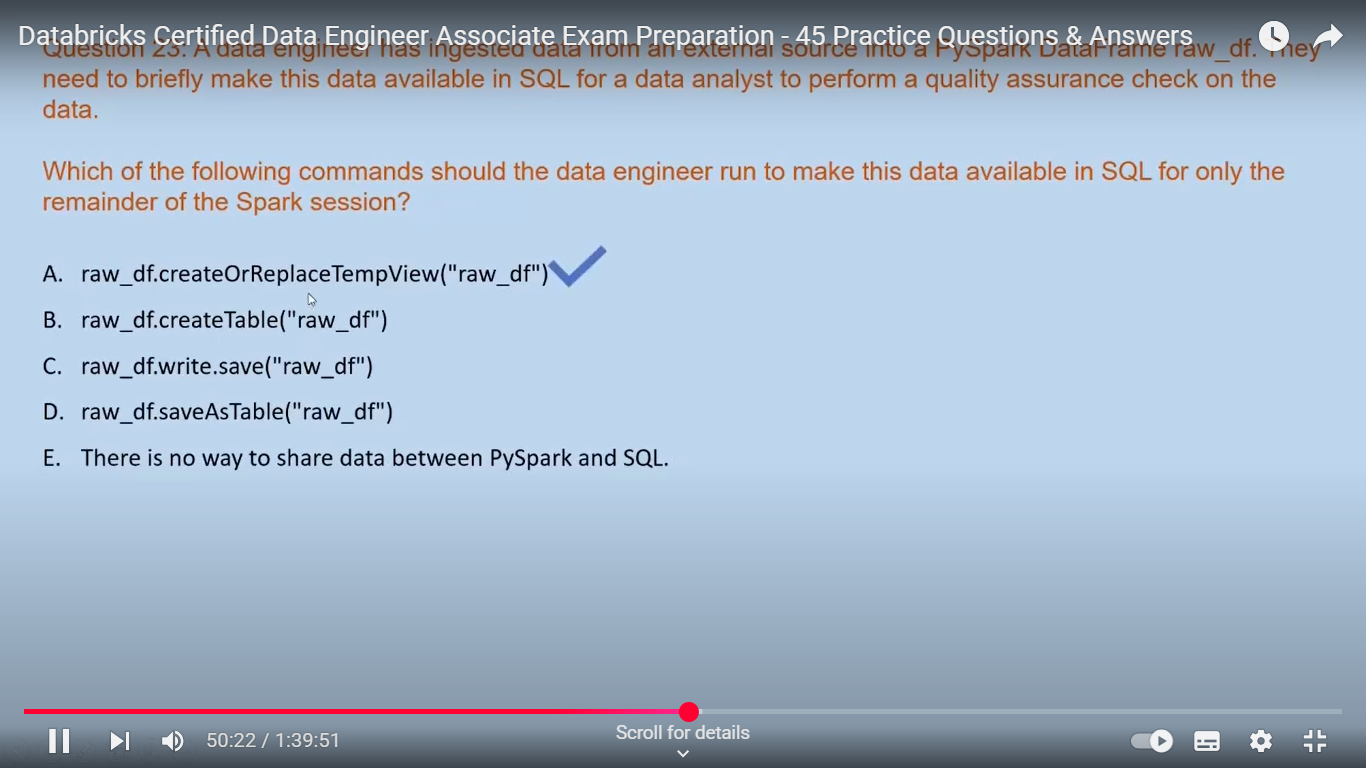 Databricks Certified Data Engineer Associate Exam Preparation - 45 Practice Questions & Answers
Question 23: A data engineer has ingested data from an external source into a PySpark DataFrame raw_df. They
need to briefly make this data available in SQL for a data analyst to perform a quality assurance check on the
data.
Which of the following commands should the data engineer run to make this data available in SQL for only the
remainder of the Spark session?
A. raw_df.createOrReplaceTempView("raw_df")
B. raw_df.createTable("raw_df")
C. raw_df.write.save("raw_df")
D. raw_df.saveAsTable("raw_df")
E. There is no way to share data between PySpark and SQL.
50:22 / 1:39:51
Scroll for details